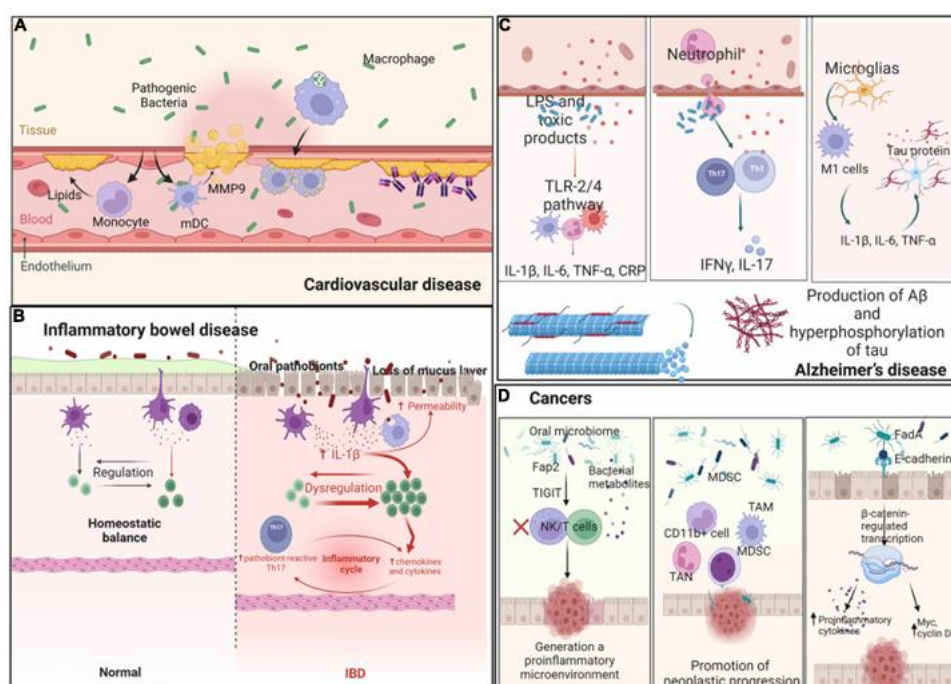 A
Macrophage
Pathogenic
Bacteria
Tissue
MMP9
Lipids
Monocyte
mDC
Blood
Endothelium
Cardiovascular disease
B
Inflammatory bowel disease
Oral pathobionts
Loss of mucus layer
↑ Permeability
↑ IL-1β
Regulation
Dysregulation
Homeostatic
balance
Th17
↑pathobiont-reactive
Th17
Inflammatory
cycle
↑chemokines
and cytokines
Normal
IBD
C
LPS and
toxic
products
TLR-2/4
pathway
IL-1β, IL-6, TNF-α, CRP
Neutrophil
Th17
Th1
IFNγ, IL-17
Microglias
M1 cells
Tau protein
IL-1β, IL-6, TNF-α
Production of Aβ
and
hyperphosphorylation
of tau
Alzheimer's disease
D
Cancers
Oral microbiome
Fap2
Bacterial
metabolites
TIGIT
NK/T cells
Generation a
proinflammatory
microenvironment
MDSC
TAM
CD11b+ cell
MDSC
TAN
Promotion of
neoplastic progression
FadA
E-cadherin
β-catenin-
regulated
transcription
Proinflammatory
cytokines
Myc,
cyclin D